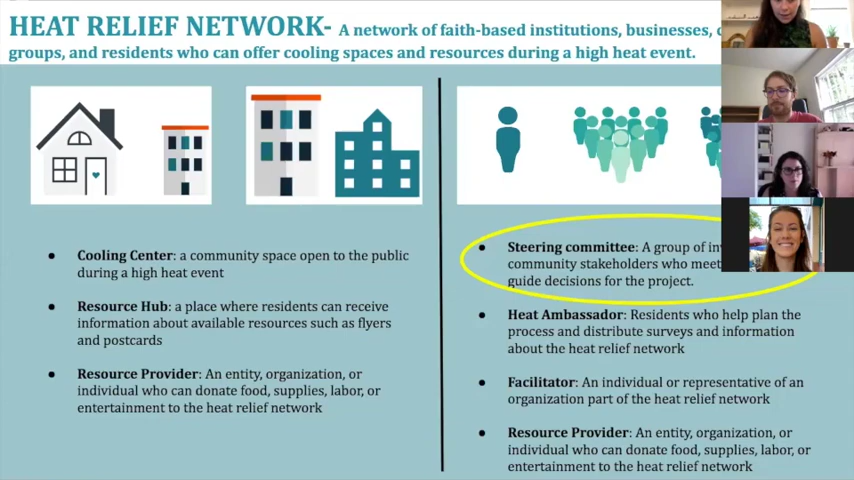 HEAT RELIEF NETWORK- A network of faith-based institutions, businesses,
groups, and residents who can offer cooling spaces and resources during a high heat event.
● Cooling Center: a community space open to the public
during a high heat event
● Resource Hub: a place where residents can receive
information about available resources such as flyers
and postcards
● Resource Provider: An entity, organization, or
individual who can donate food, supplies, labor, or
entertainment to the heat relief network
● Steering committee: A group of
community stakeholders who meet
guide decisions for the project.
● Heat Ambassador: Residents who help plan the
process and distribute surveys and information
about the heat relief network
● Facilitator: An individual or representative of an
organization part of the heat relief network
● Resource Provider: An entity, organization, or
individual who can donate food, supplies, labor, or
entertainment to the heat relief network